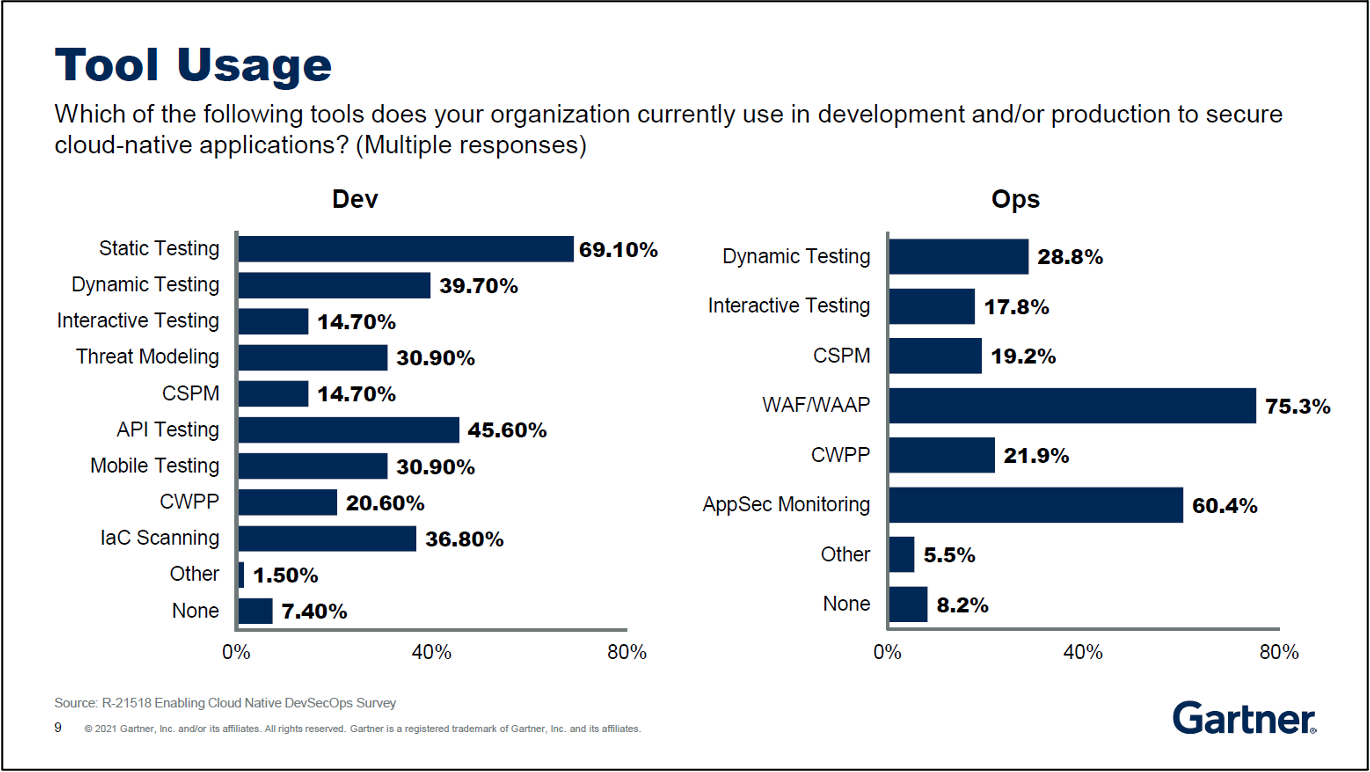 Tool Usage
Which of the following tools does your organization currently use in development and/or production to secure
cloud-native applications? (Multiple responses)
Dev
Static Testing 69.10%
Dynamic Testing 39.70%
Interactive Testing 14.70%
Threat Modeling 30.90%
CSPM 14.70%
API Testing 45.60%
Mobile Testing 30.90%
CWPP 20.60%
IaC Scanning 36.80%
Other 1.50%
None 7.40%
0% 40% 80%
Ops
Dynamic Testing 28.8%
Interactive Testing 17.8%
CSPM 19.2%
WAF/WAAP 75.3%
CWPP 21.9%
AppSec Monitoring 60.4%
Other 5.5%
None 8.2%
0% 40% 80%
Source: R-21518 Enabling Cloud Native DevSecOps Survey
9 © 2021 Gartner, Inc. and/or its affiliates. All rights reserved. Gartner is a registered trademark of Gartner, Inc. and its affiliates.
Gartner®